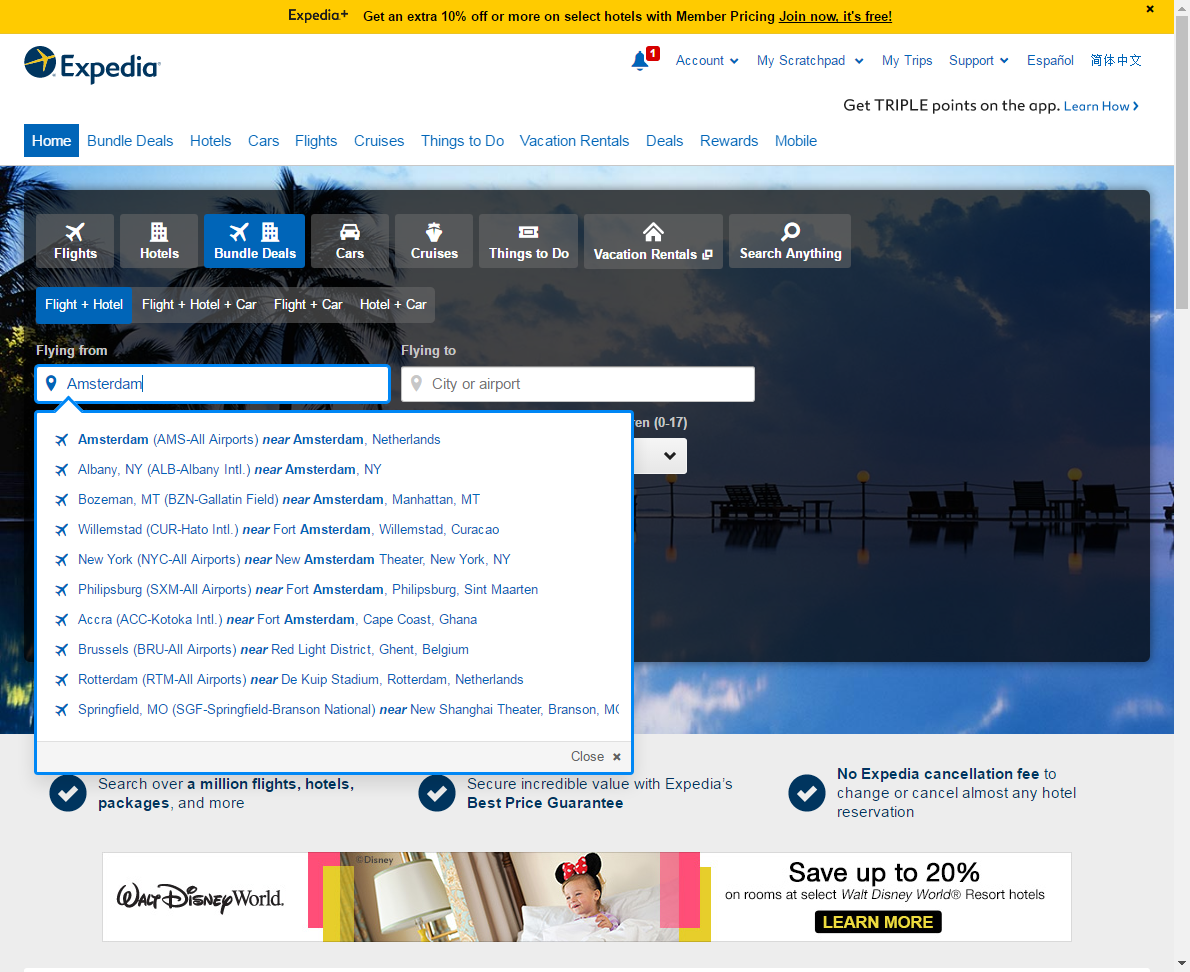 Expedia+ Get an extra 10% off or more on select hotels with Member Pricing Join now, it's free!
Expedia
1 Account My Scratchpad My Trips Support Español 简体中文
Get TRIPLE points on the app. Learn How
Home Bundle Deals Hotels Cars Flights Cruises Things to Do Vacation Rentals Deals Rewards Mobile
Flights Hotels Bundle Deals Cars Cruises Things to Do Vacation Rentals Search Anything
Flight + Hotel Flight + Hotel + Car Flight + Car Hotel + Car
Flying from Flying to
Amsterdam City or airport
en (0-17)
Amsterdam (AMS-All Airports) near Amsterdam, Netherlands
Albany, NY (ALB-Albany Intl.) near Amsterdam, NY
Bozeman, MT (BZN-Gallatin Field) near Amsterdam, Manhattan, MT
Willemstad (CUR-Hato Intl.) near Fort Amsterdam, Willemstad, Curacao
New York (NYC-All Airports) near New Amsterdam Theater, New York, NY
Philipsburg (SXM-All Airports) near Fort Amsterdam, Philipsburg, Sint Maarten
Accra (ACC-Kotoka Intl.) near Fort Amsterdam, Cape Coast, Ghana
Brussels (BRU-All Airports) near Red Light District, Ghent, Belgium
Rotterdam (RTM-All Airports) near De Kuip Stadium, Rotterdam, Netherlands
Springfield, MO (SGF-Springfield-Branson National) near New Shanghai Theater, Branson, MO
Close
Search over a million flights, hotels,
packages, and more
Secure incredible value with Expedia's
Best Price Guarantee
No Expedia cancellation fee to
change or cancel almost any hotel
reservation
©Disney
Walt Disney World.
Save up to 20%
on rooms at select Walt Disney World® Resort hotels
LEARN MORE